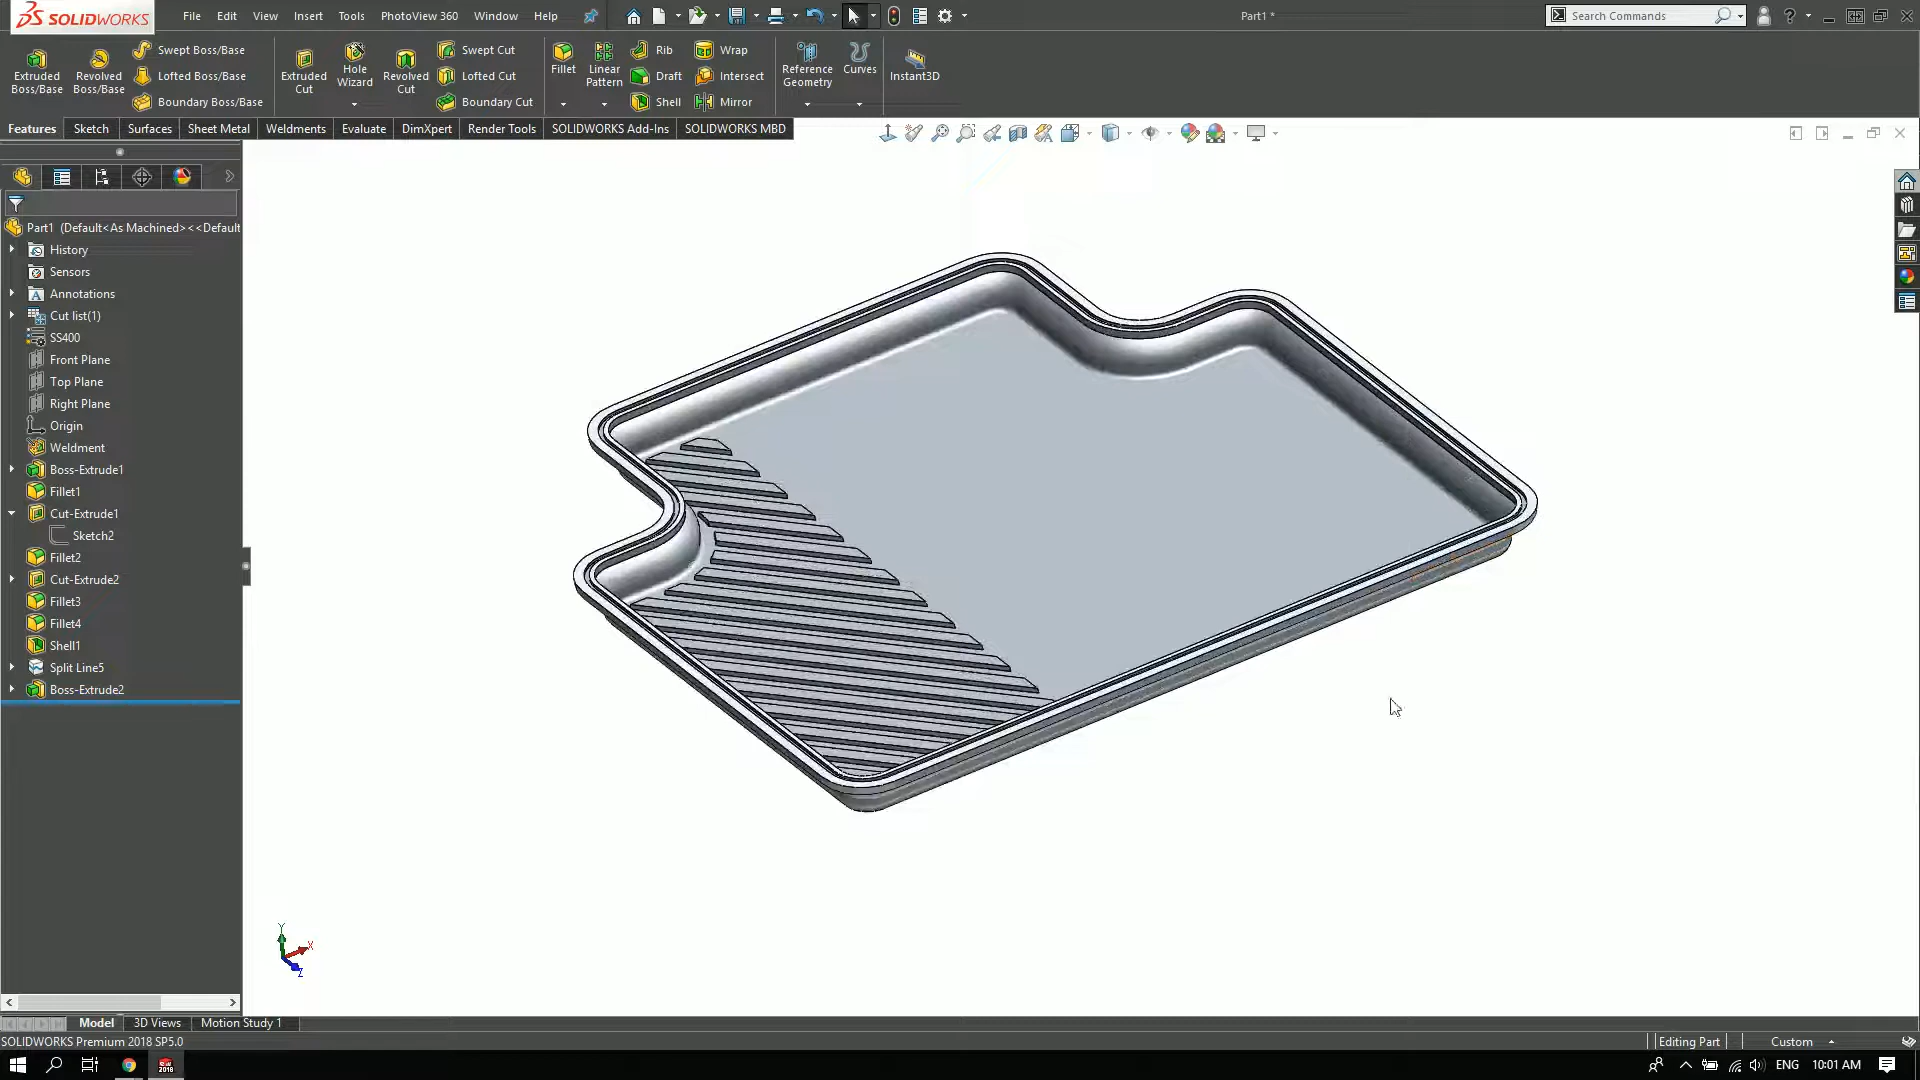 SOLIDWORKS
File Edit View Insert Tools PhotoView 360 Window Help
Part1 *
Search Commands
Extruded Boss/Base
Revolved Boss/Base
Swept Boss/Base
Lofted Boss/Base
Boundary Boss/Base
Extruded Cut
Hole Wizard
Revolved Cut
Swept Cut
Lofted Cut
Boundary Cut
Fillet
Linear Pattern
Rib
Draft
Shell
Wrap
Intersect
Mirror
Reference Geometry
Curves
Instant3D
Features Sketch Surfaces Sheet Metal Weldments Evaluate DimXpert Render Tools SOLIDWORKS Add-Ins SOLIDWORKS MBD
Part1 (Default<As Machined><<Default
History
Sensors
Annotations
Cut list(1)
SS400
Front Plane
Top Plane
Right Plane
Origin
Weldment
Boss-Extrude1
Fillet1
Cut-Extrude1
Sketch2
Fillet2
Cut-Extrude2
Fillet3
Fillet4
Shell1
Split Line5
Boss-Extrude2
Y
X
Z
Model 3D Views Motion Study 1
SOLIDWORKS Premium 2018 SP5.0
Editing Part
Custom
ENG 10:01 AM